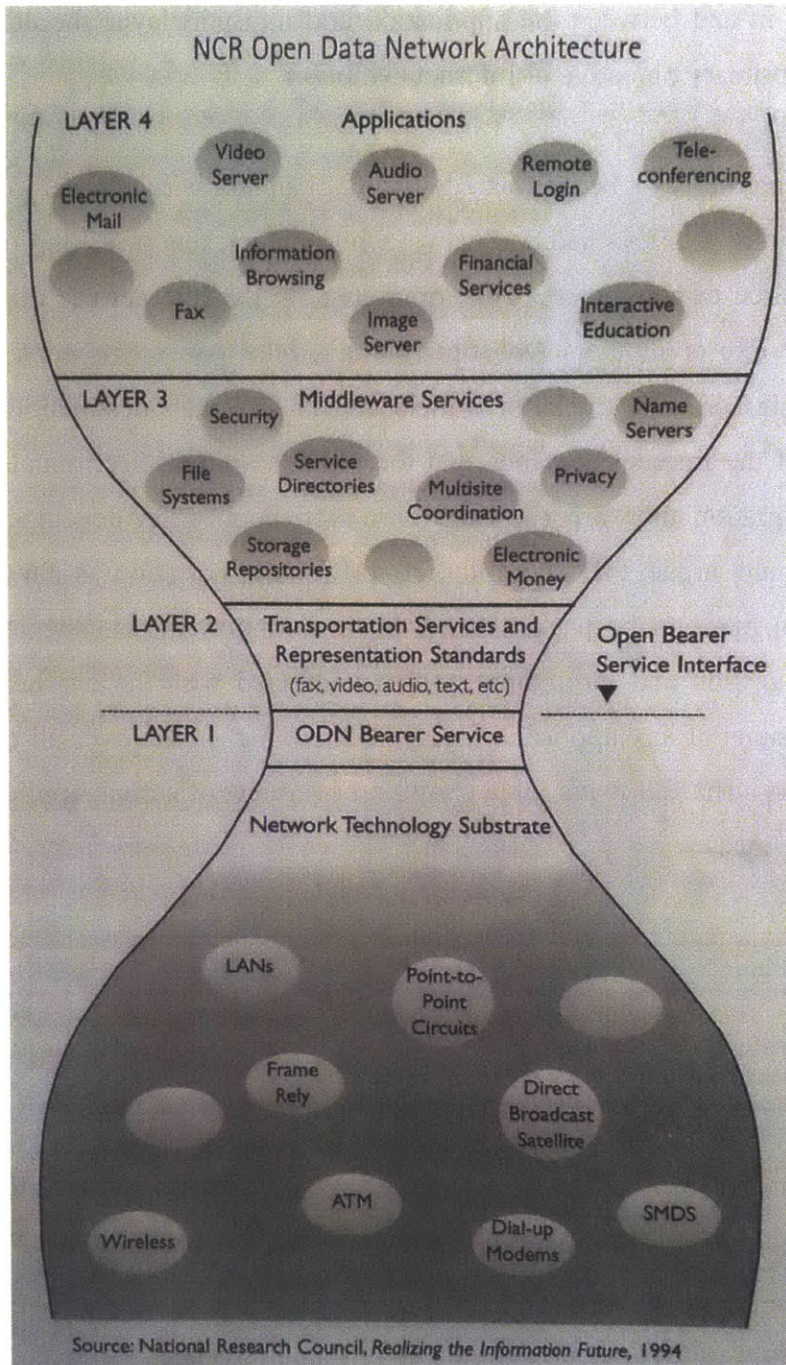 NCR Open Data Network Architecture
LAYER 4
Applications
Electronic
Mail
Video
Server
Audio
Server
Remote
Login
Tele-
conferencing
Fax
Information
Browsing
Image
Server
Financial
Services
Interactive
Education
LAYER 3
Middleware Services
Security
Name
Servers
File
Systems
Service
Directories
Multisite
Coordination
Privacy
Storage
Repositories
Electronic
Money
LAYER 2
Transportation Services and
Representation Standards
(fax, video, audio, text, etc)
Open Bearer
Service Interface
LAYER 1
ODN Bearer Service
Network Technology Substrate
LANs
Point-to-
Point
Circuits
Frame
Rely
Direct
Broadcast
Satellite
Wireless
ATM
Dial-up
Modems
SMDS
Source: National Research Council, Realizing the Information Future, 1994